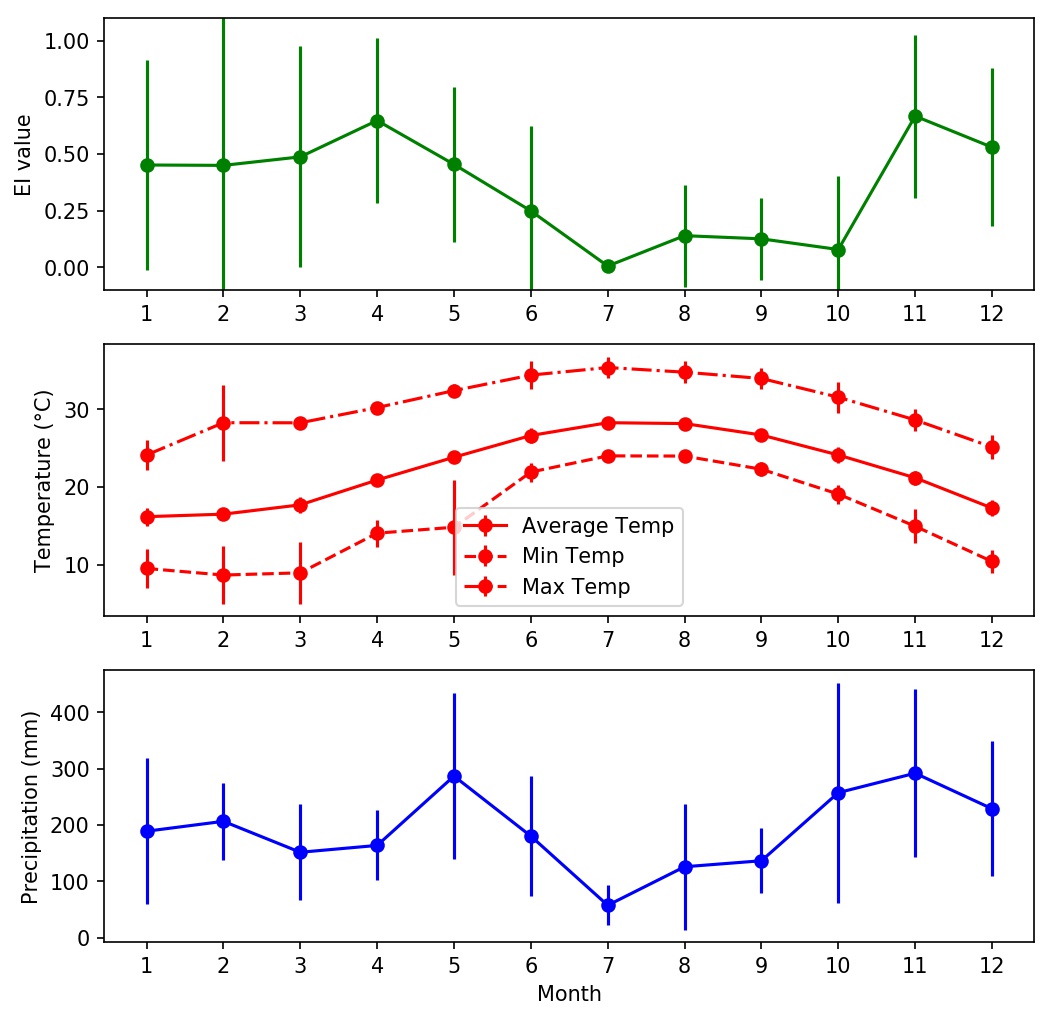 EI value
1.00
0.75
0.50
0.25
0.00
1 2 3 4 5 6 7 8 9 10 11 12
Temperature (°C)
30
20
10
Average Temp
Min Temp
Max Temp
1 2 3 4 5 6 7 8 9 10 11 12
Precipitation (mm)
400
300
200
100
0
1 2 3 4 5 6 7 8 9 10 11 12
Month